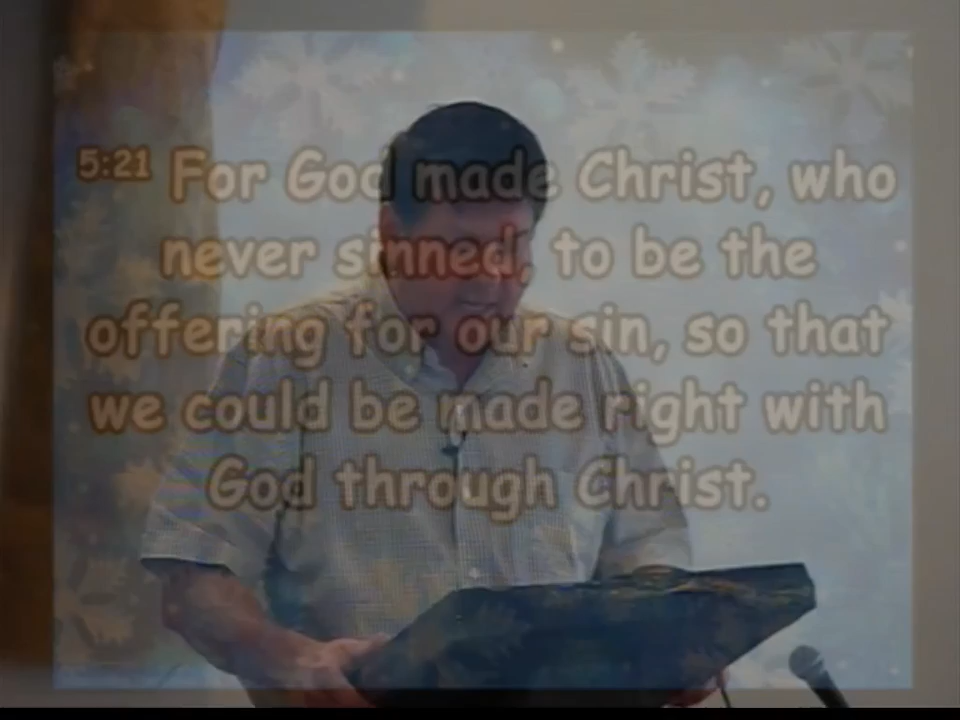 5:21 For God made Christ, who
never sinned, to be the
offering for our sin, so that
we could be made right with
God through Christ.